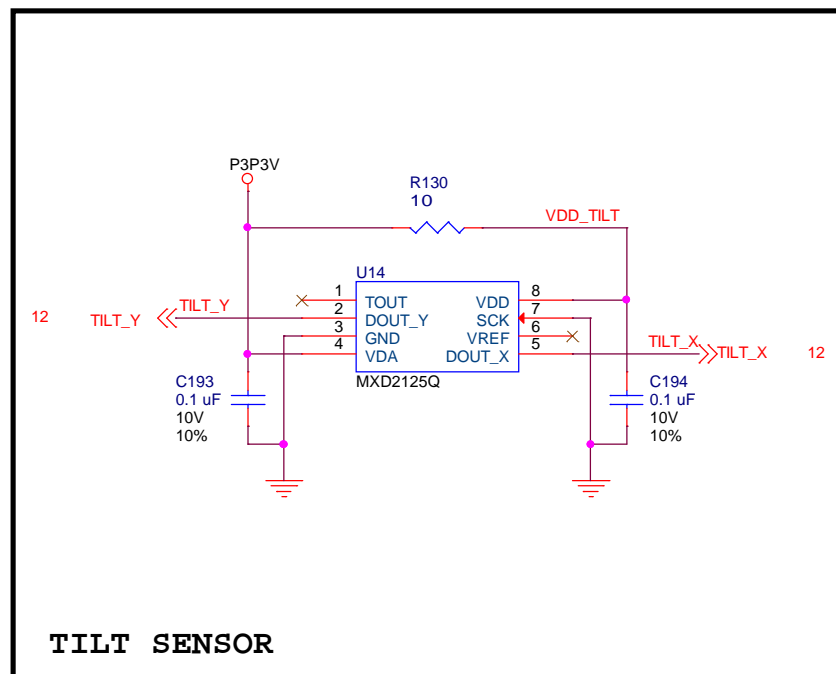 P3P3V
R130
10
VDD_TILT
U14
1 TOUT
2 DOUT_Y
3 GND
4 VDA
VDD 8
SCK 7
VREF 6
DOUT_X 5
MXD2125Q
12 TILT_Y TILT_Y
TILT_X TILT_X 12
C193
0.1 uF
10V
10%
C194
0.1 uF
10V
10%
TILT SENSOR